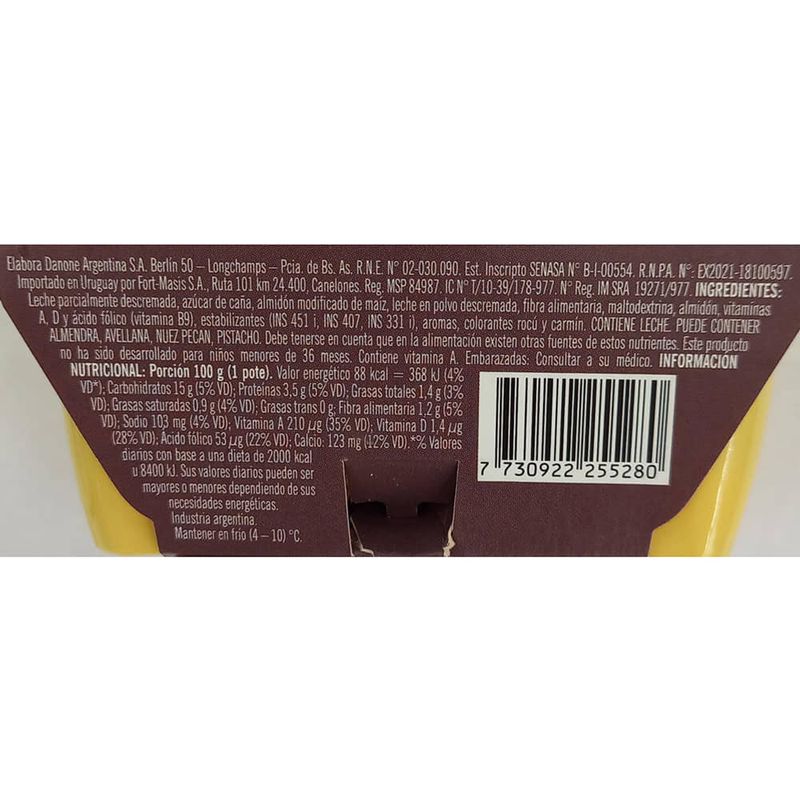 Elabora Danone Argentina S.A. Berlín 50 – Longchamps – Pcia. de Bs. As. R.N.E. N° 02-030.090. Est. Inscripto SENASA N° B-I-00554. R.N.P.A. N°: EX2021-18100597.
Importado en Uruguay por Fort-Masis S.A., Ruta 101 km 24.400, Canelones. Reg. MSP 84987. IC N° T/10-39/178-977. N° Reg. IM SRA 19271/977. INGREDIENTES:
Leche parcialmente descremada, azúcar de caña, almidón modificado de maíz, leche en polvo descremada, fibra alimentaria, maltodextrina, almidón, vitaminas
A, D y ácido fólico (vitamina B9), estabilizantes (INS 451 i, INS 407, INS 331 i), aromas, colorantes rocú y carmín. CONTIENE LECHE. PUEDE CONTENER
ALMENDRA, AVELLANA, NUEZ PECAN, PISTACHO. Debe tenerse en cuenta que en la alimentación existen otras fuentes de estos nutrientes. Este producto
no ha sido desarrollado para niños menores de 36 meses. Contiene vitamina A. Embarazadas: Consultar a su médico. INFORMACIÓN
NUTRICIONAL: Porción 100 g (1 pote). Valor energético 88 kcal = 368 kJ (4%
VD*); Carbohidratos 15 g (5% VD); Proteínas 3,5 g (5% VD); Grasas totales 1,4 g (3%
VD); Grasas saturadas 0,9 g (4% VD); Grasas trans 0 g; Fibra alimentaria 1,2 g (5%
VD); Sodio 103 mg (4% VD); Vitamina A 210 µg (35% VD); Vitamina D 1,4 µg
(28% VD); Ácido fólico 53 µg (22% VD); Calcio: 123 mg (12% VD).*% Valores
diarios con base a una dieta de 2000 kcal
u 8400 kJ. Sus valores diarios pueden ser
mayores o menores dependiendo de sus
necesidades energéticas.
Industria argentina.
Mantener en frío (4 – 10) °C.
7 730922 255280